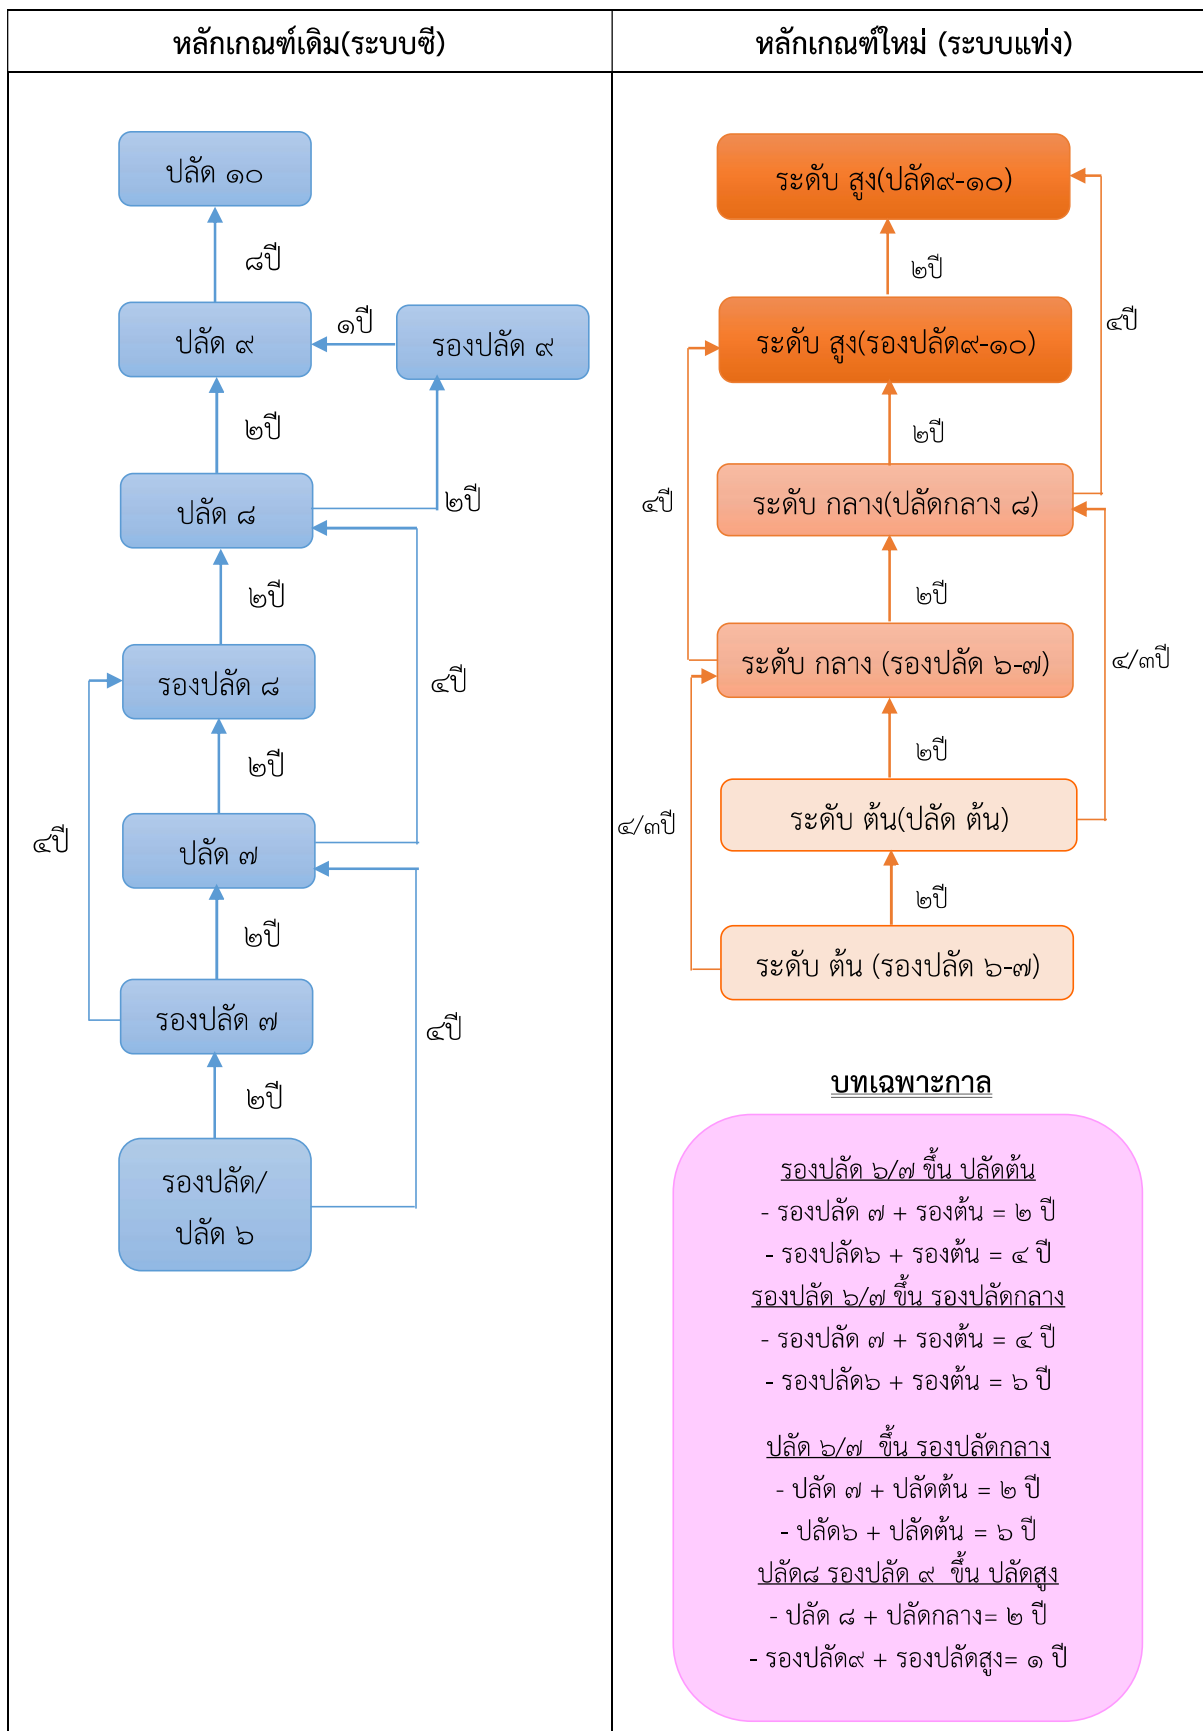 หลักเกณฑ์เดิม(ระบบซี)
ปลัด ๑๐
๘ปี
ปลัด ๙
๑ปี
รองปลัด ๙
๒ปี
ปลัด ๘
๒ปี
๒ปี
รองปลัด ๘
๔ปี
๒ปี
๔ปี
ปลัด ๗
๒ปี
รองปลัด ๗
๔ปี
๒ปี
รองปลัด/
ปลัด ๖
หลักเกณฑ์ใหม่ (ระบบแท่ง)
ระดับ สูง(ปลัด๙-๑๐)
๒ปี
๔ปี
ระดับ สูง(รองปลัด๙-๑๐)
๒ปี
๔ปี
ระดับ กลาง(ปลัดกลาง ๘)
๒ปี
ระดับ กลาง (รองปลัด ๖-๗)
๔/๓ปี
๒ปี
๔/๓ปี
ระดับ ต้น(ปลัด ต้น)
๒ปี
ระดับ ต้น (รองปลัด ๖-๗)
บทเฉพาะกาล
รองปลัด ๖/๗ ขึ้น ปลัดต้น
- รองปลัด ๗ + รองต้น = ๒ ปี
- รองปลัด๖ + รองต้น = ๔ ปี
รองปลัด ๖/๗ ขึ้น รองปลัดกลาง
- รองปลัด ๗ + รองต้น = ๔ ปี
- รองปลัด๖ + รองต้น = ๖ ปี
ปลัด ๖/๗ ขึ้น รองปลัดกลาง
- ปลัด ๗ + ปลัดต้น = ๒ ปี
- ปลัด๖ + ปลัดต้น = ๖ ปี
ปลัด๘ รองปลัด ๙ ขึ้น ปลัดสูง
- ปลัด ๘ + ปลัดกลาง= ๒ ปี
- รองปลัด๙ + รองปลัดสูง= ๑ ปี